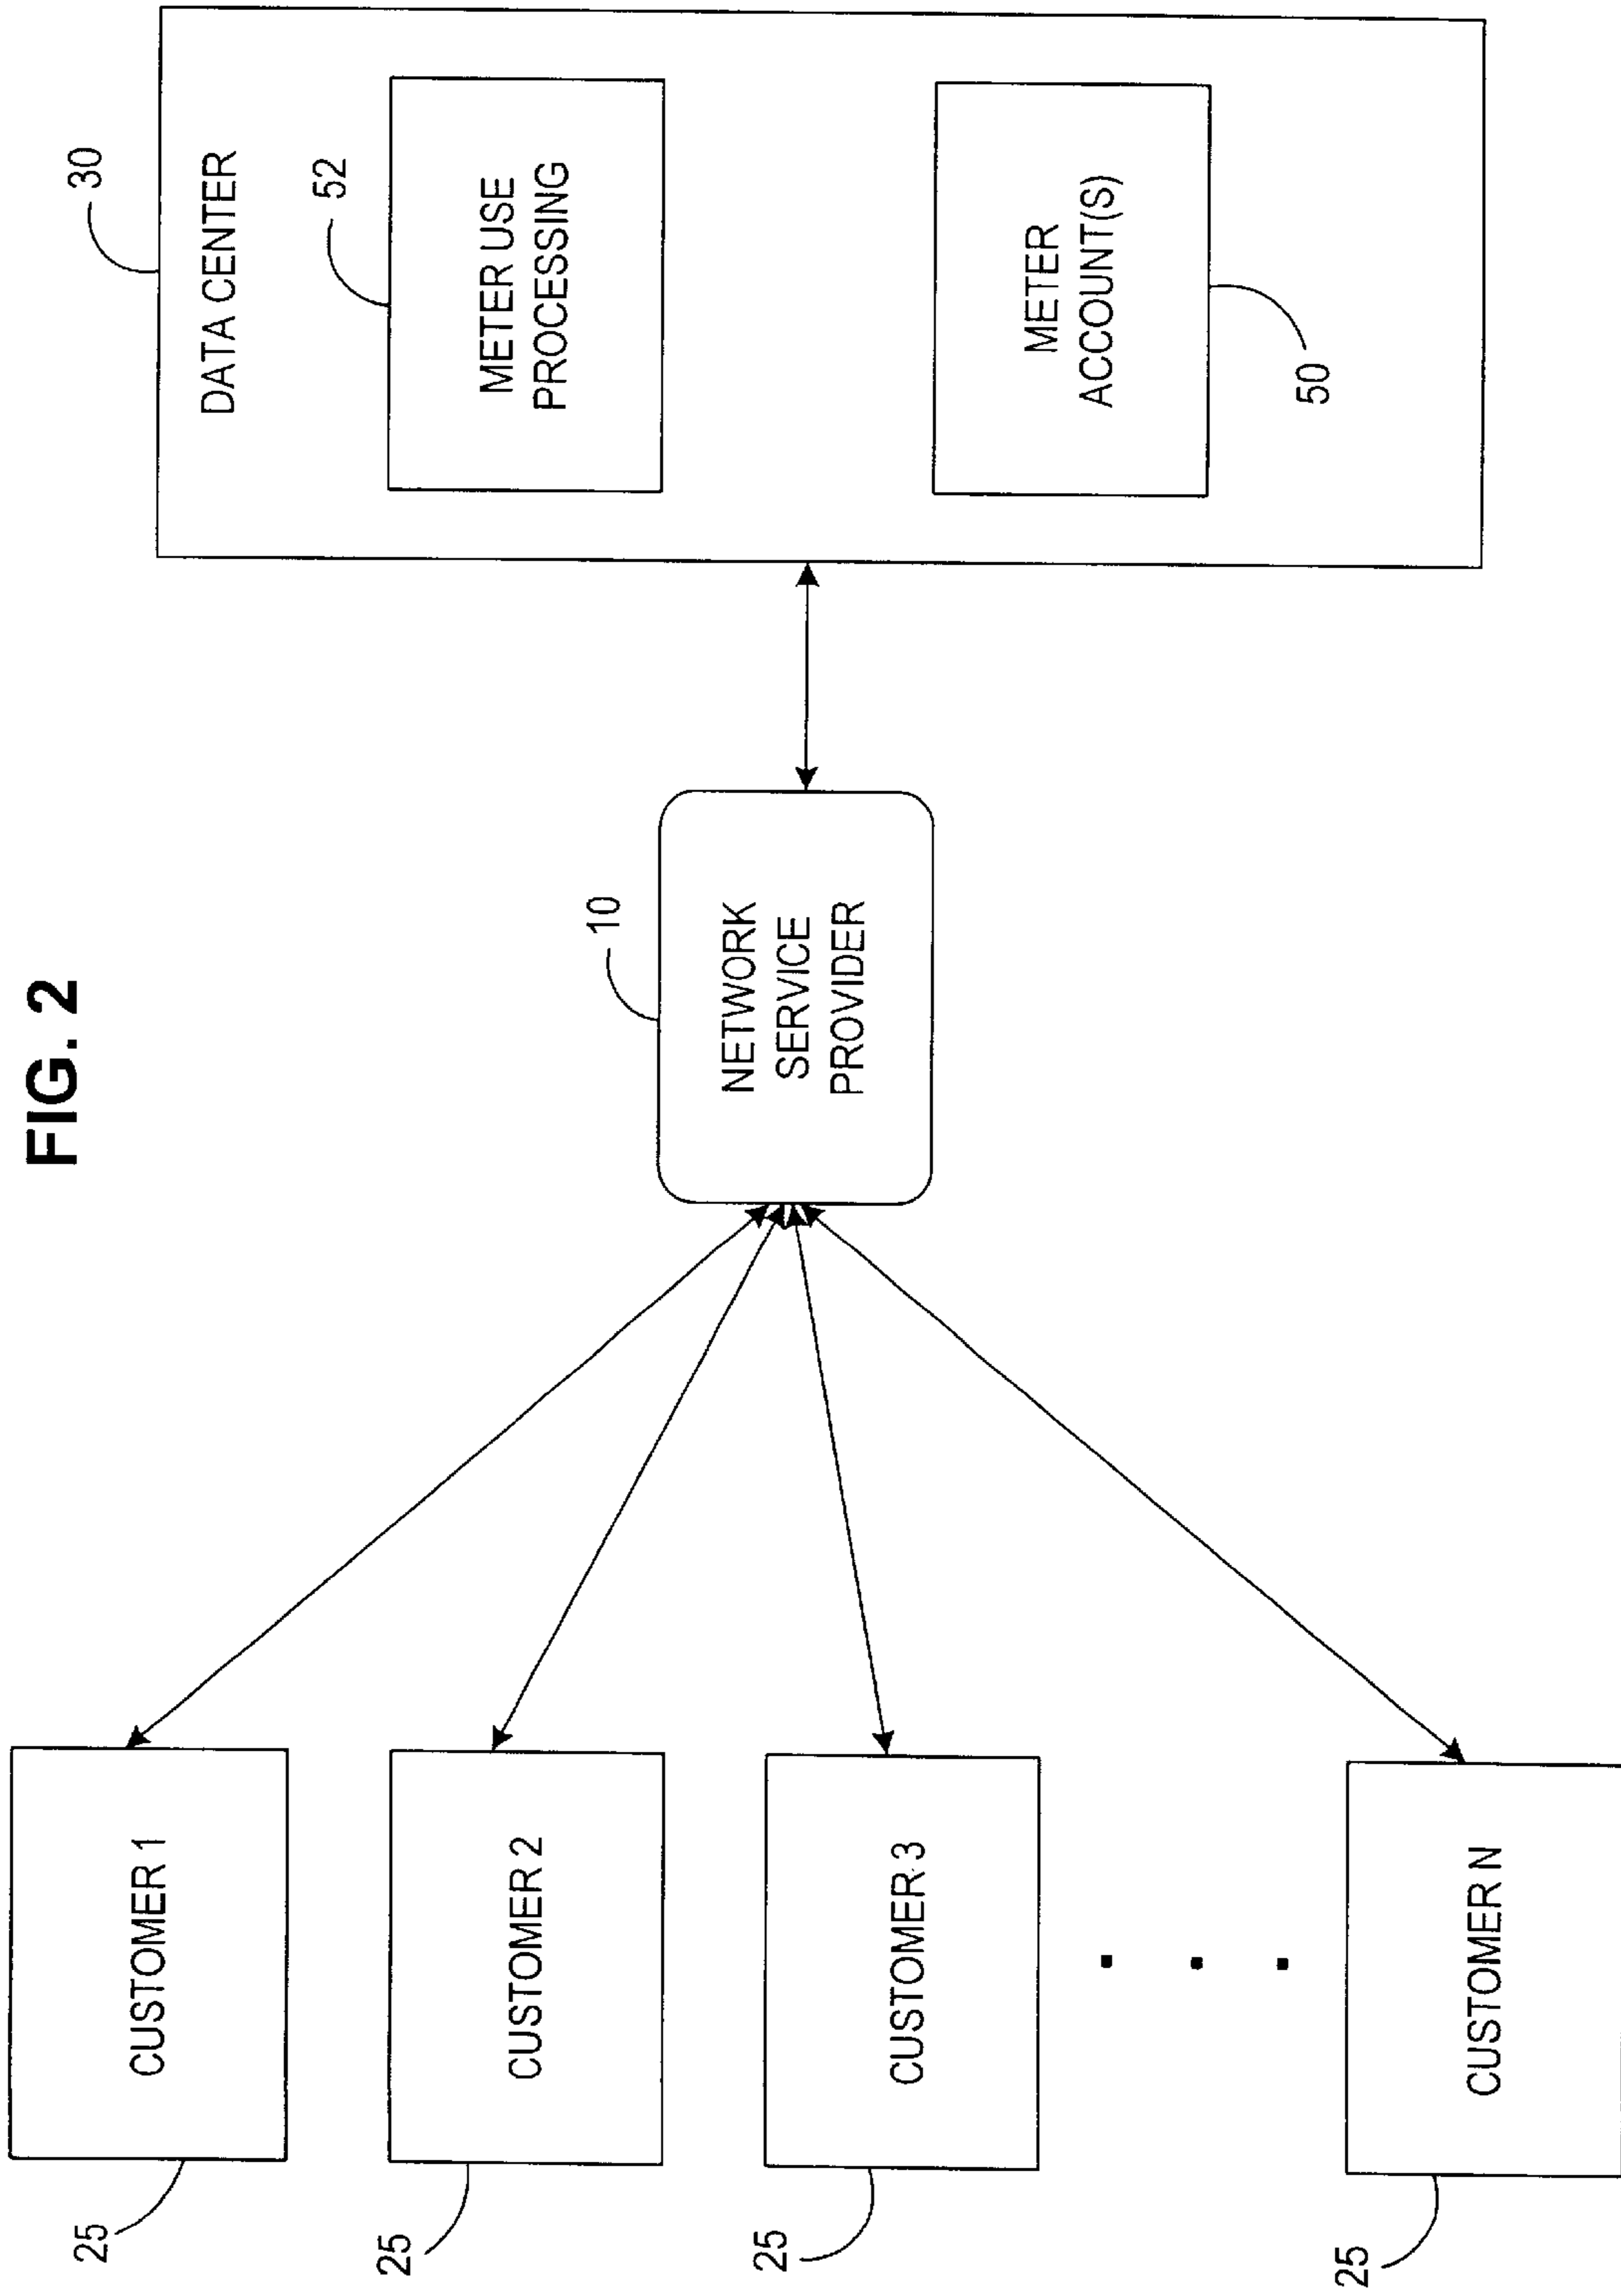 FIG. 2
25
CUSTOMER 1
25
CUSTOMER 2
25
CUSTOMER 3
25
CUSTOMER N
10
NETWORK
SERVICE
PROVIDER
30
DATA CENTER
52
METER USE
PROCESSING
METER
ACCOUNT(S)
50